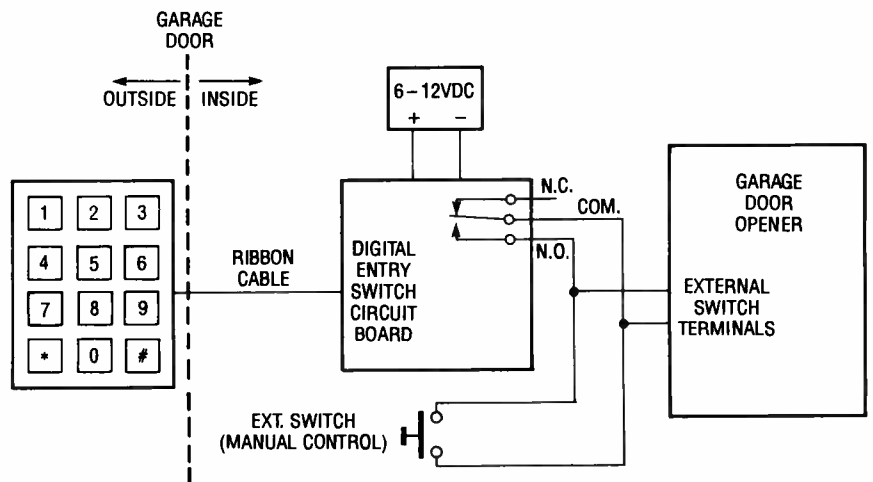 GARAGE
DOOR
OUTSIDE
INSIDE
6-12VDC
+ -
1 2 3
4 5 6
7 8 9
* 0 #
RIBBON
CABLE
DIGITAL
ENTRY
SWITCH
CIRCUIT
BOARD
N.C.
COM.
N.O.
GARAGE
DOOR
OPENER
EXTERNAL
SWITCH
TERMINALS
EXT. SWITCH
(MANUAL CONTROL)